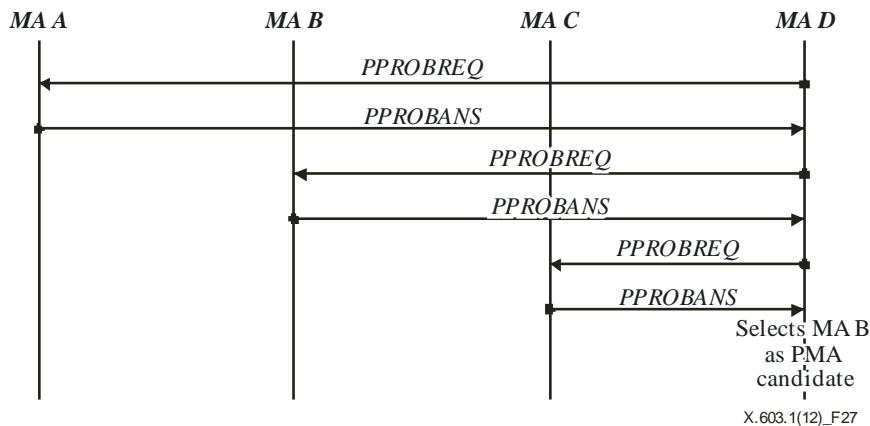 MA A MA B MA C MA D
PPROBREQ
PPROBANS
PPROBREQ
PPROBANS
PPROBREQ
PPROBANS
Selects MA B
as PMA
candidate
X.603.1(12)_F27